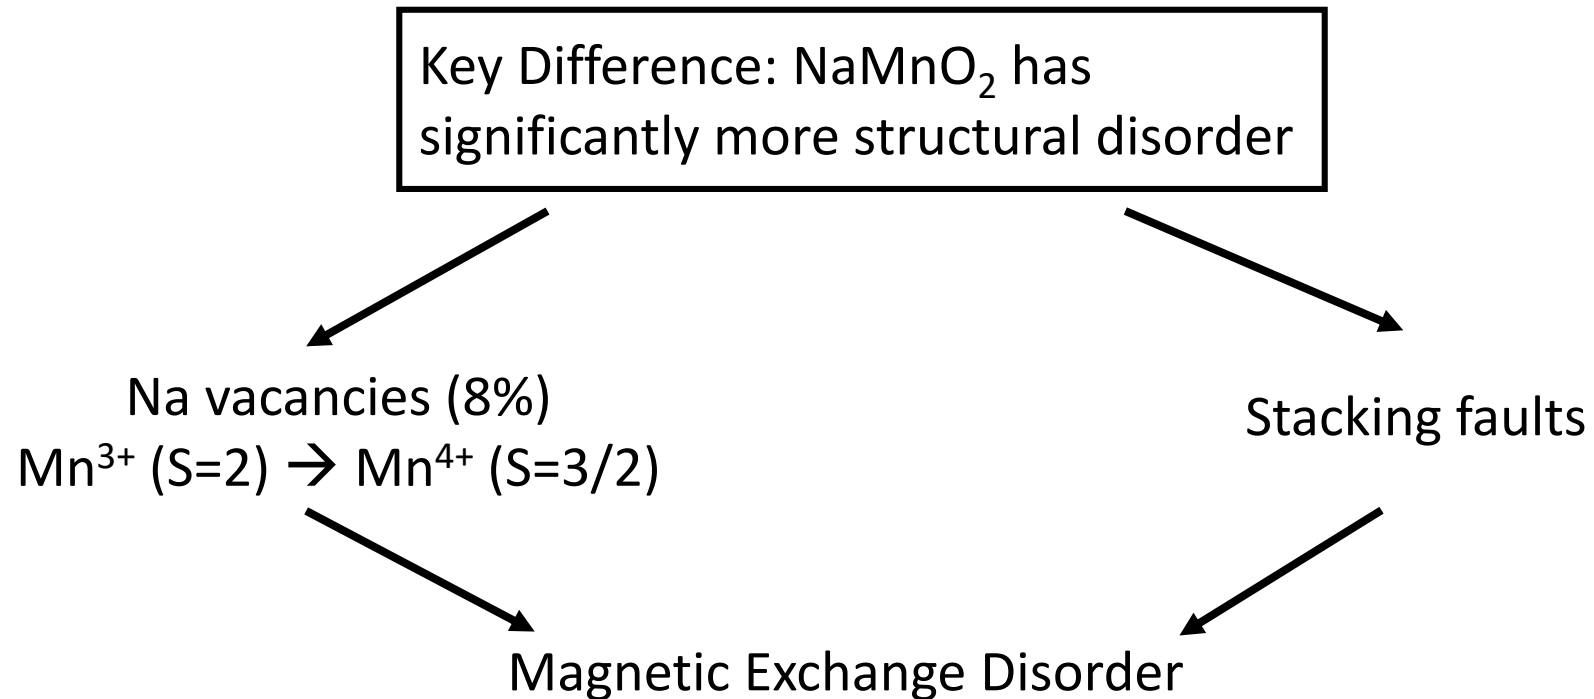 Key Difference: NaMnO₂ has
significantly more structural disorder
Na vacancies (8%)
Mn³⁺ (S=2) → Mn⁴⁺ (S=3/2)
Stacking faults
Magnetic Exchange Disorder